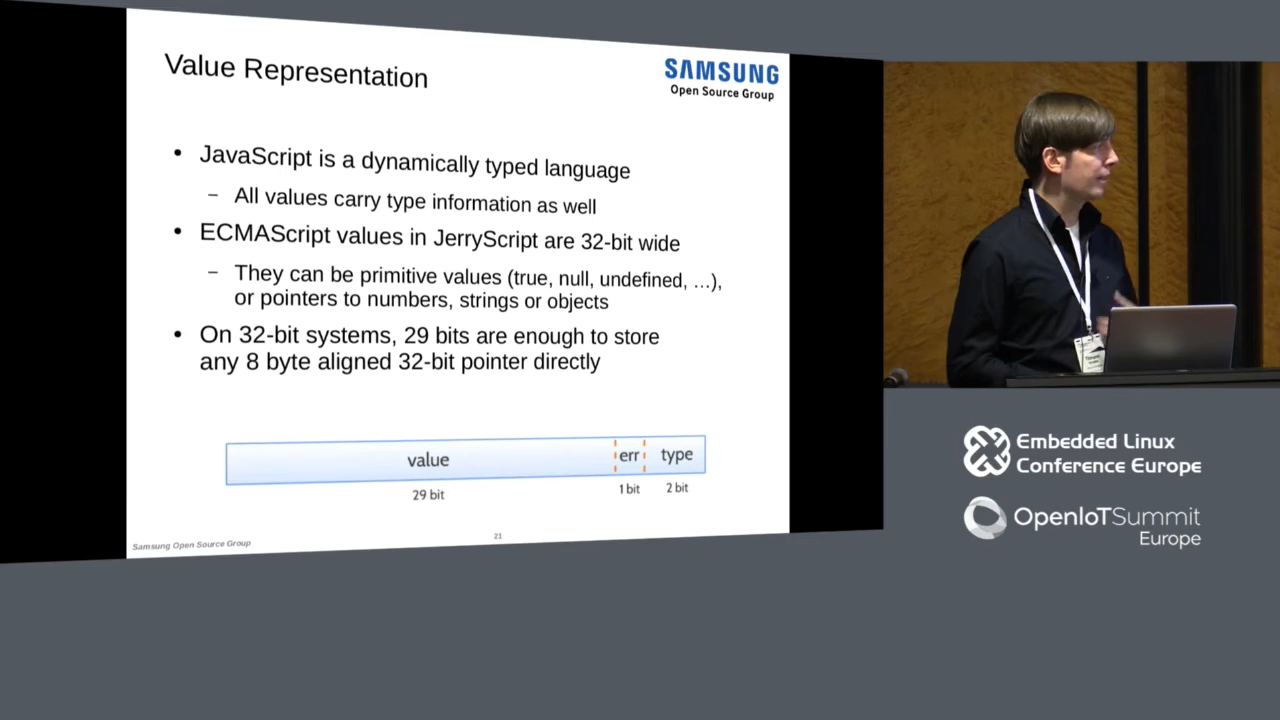 Value Representation
SAMSUNG
Open Source Group
• JavaScript is a dynamically typed language
– All values carry type information as well
• ECMAScript values in JerryScript are 32-bit wide
– They can be primitive values (true, null, undefined, …),
or pointers to numbers, strings or objects
• On 32-bit systems, 29 bits are enough to store
any 8 byte aligned 32-bit pointer directly
value err type
29 bit 1 bit 2 bit
Samsung Open Source Group
21
Embedded Linux
Conference Europe
OpenIoTSummit
Europe